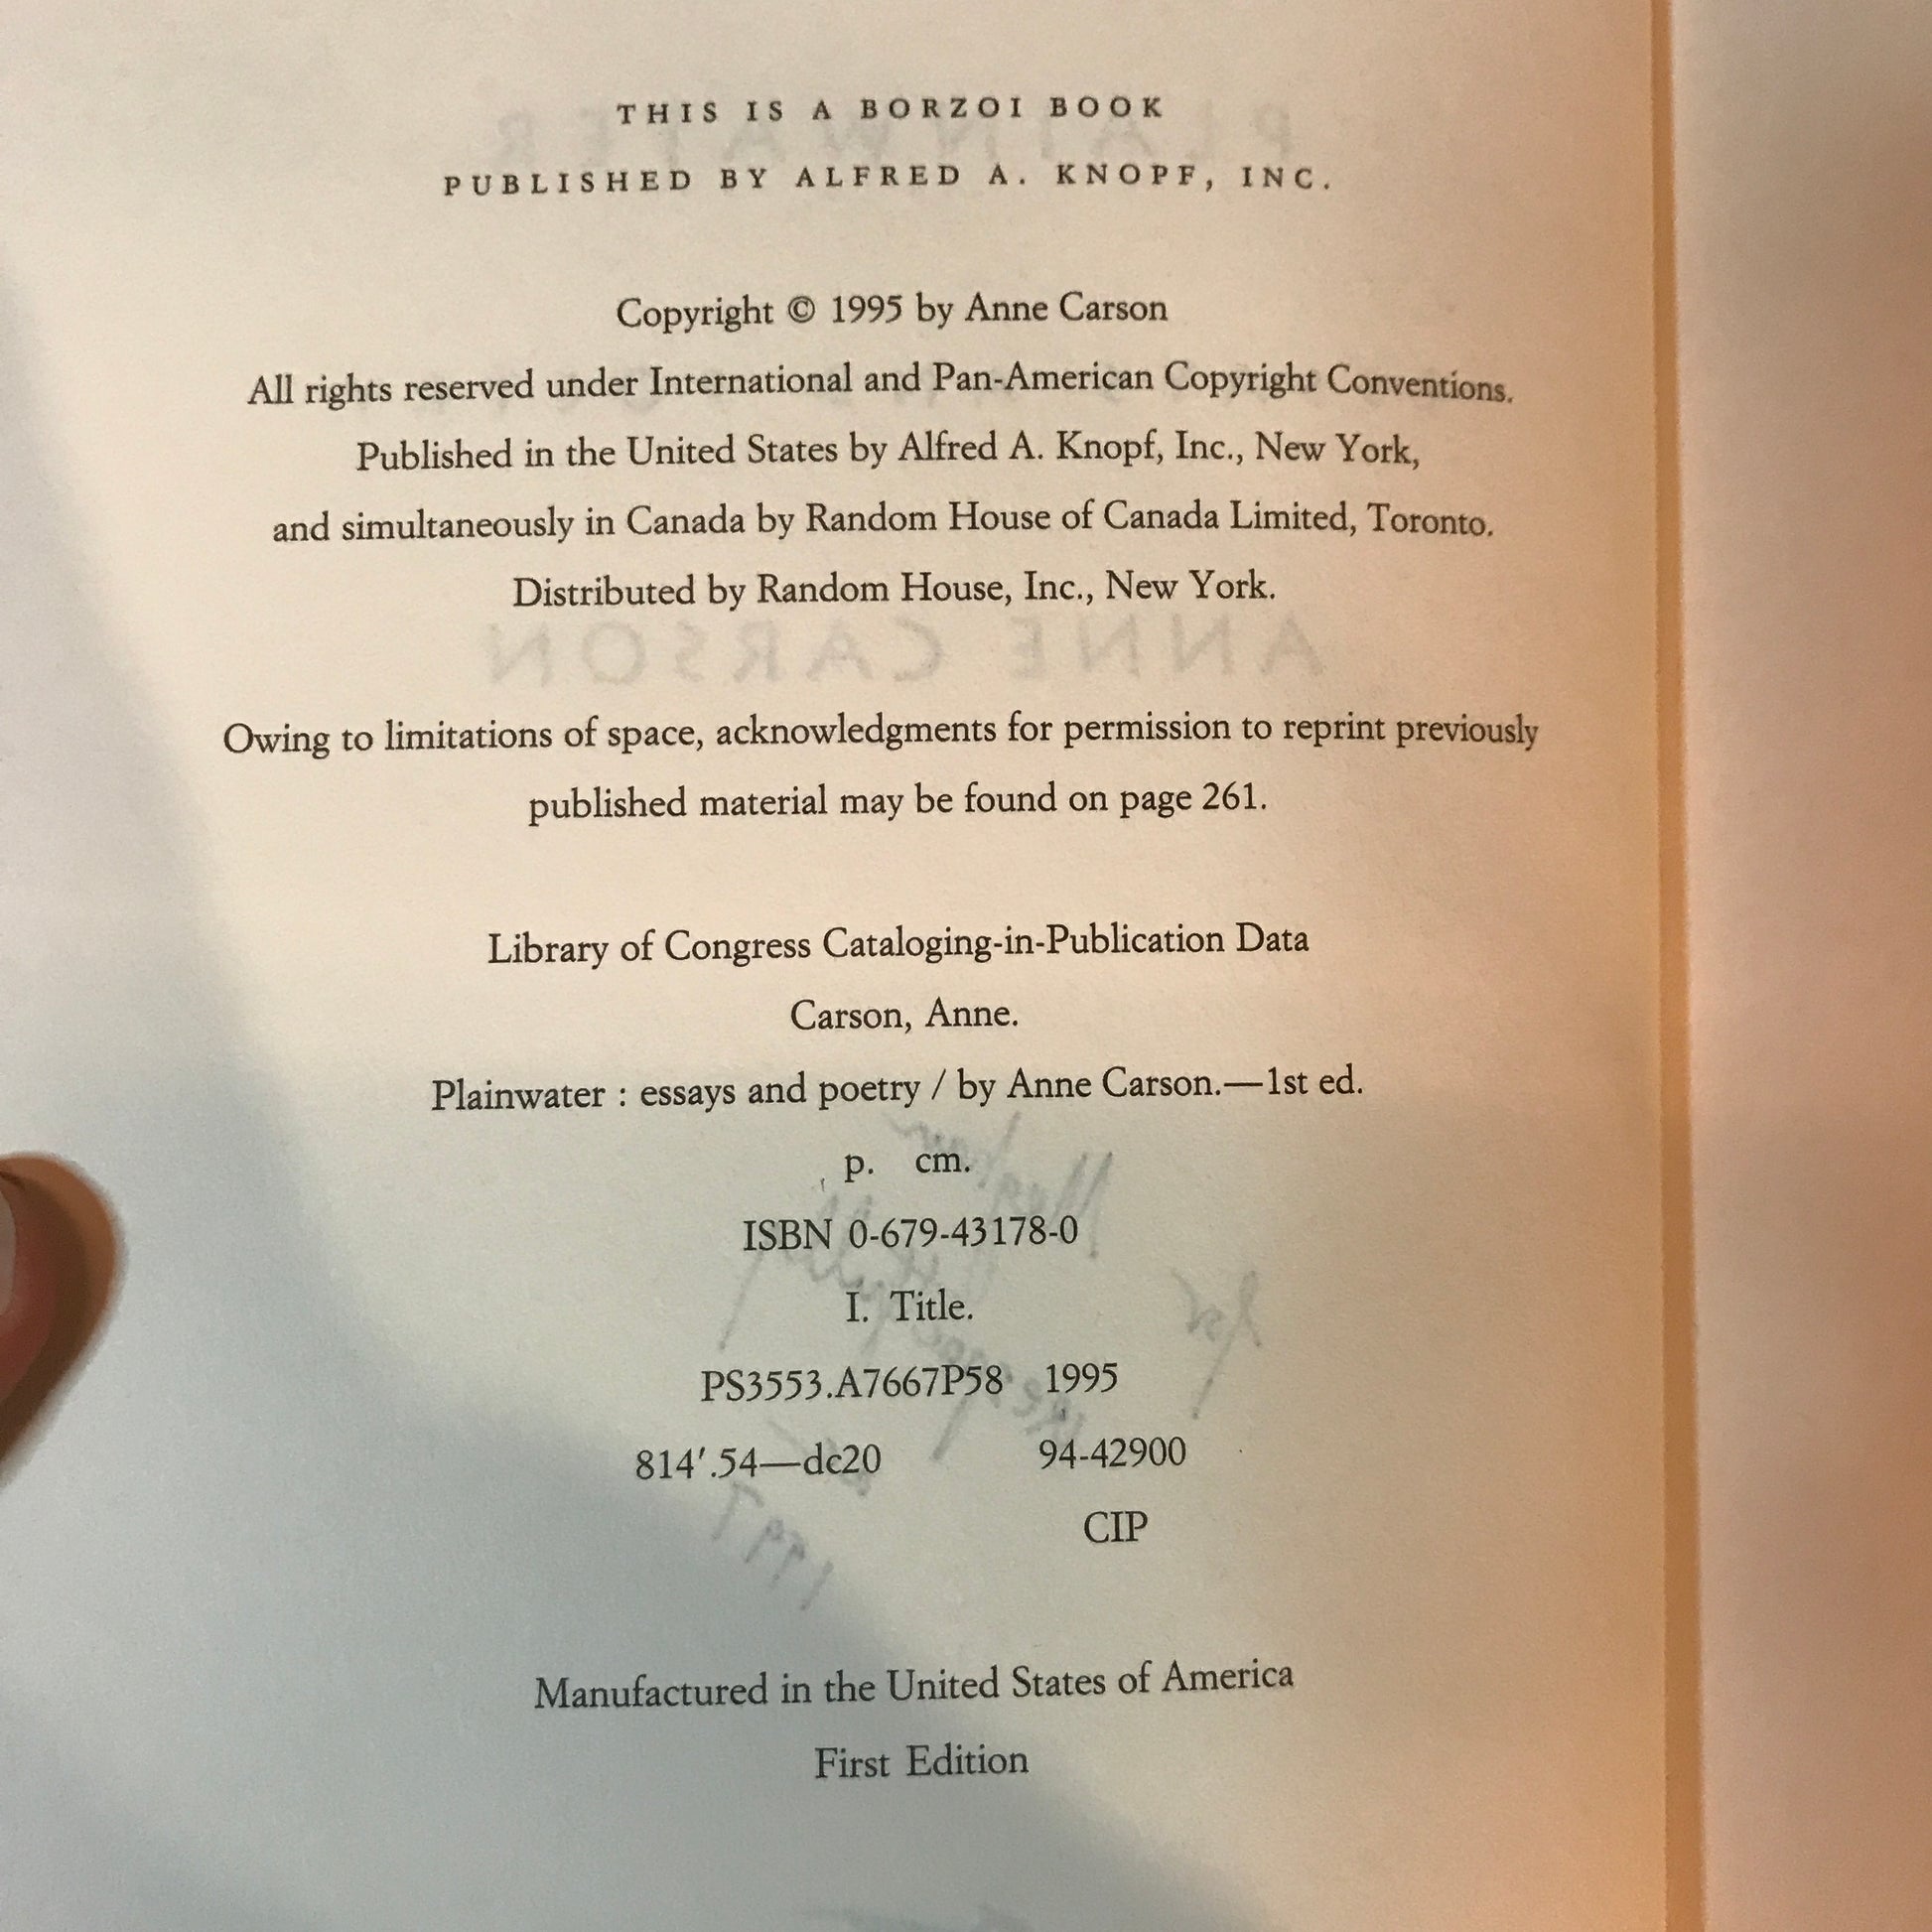 THIS IS A BORZOI BOOK
PUBLISHED BY ALFRED A. KNOPF, INC.
Copyright © 1995 by Anne Carson
All rights reserved under International and Pan-American Copyright Conventions.
Published in the United States by Alfred A. Knopf, Inc., New York,
and simultaneously in Canada by Random House of Canada Limited, Toronto.
Distributed by Random House, Inc., New York.
ANNE CARSON
Owing to limitations of space, acknowledgments for permission to reprint previously
published material may be found on page 261.
Library of Congress Cataloging-in-Publication Data
Carson, Anne.
Plainwater : essays and poetry / by Anne Carson.—1st ed.
p. cm.
ISBN 0-679-43178-0
I. Title.
PS3553.A7667P58 1995
814′.54—dc20 94-42900
CIP
1997
Manufactured in the United States of America
First Edition